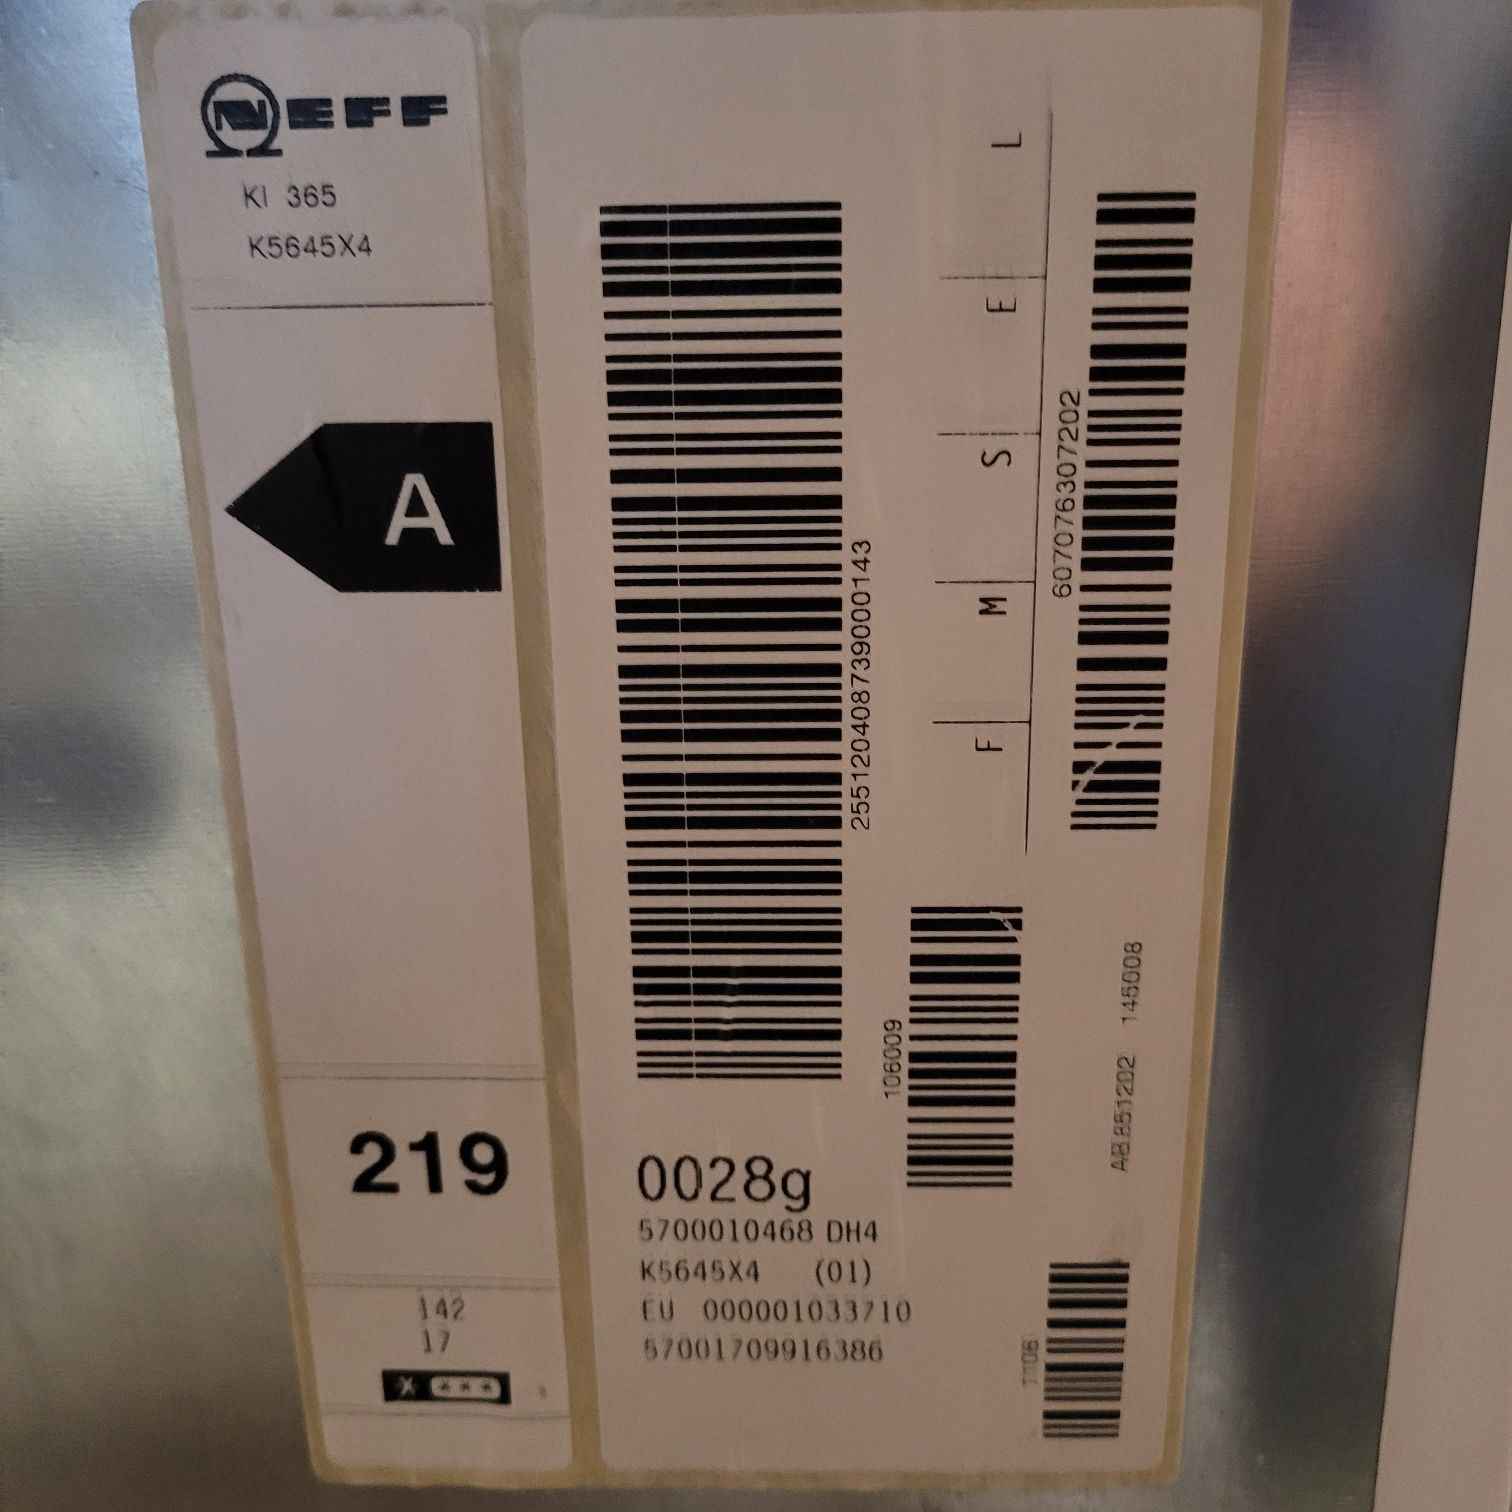 NEFF
KI 365
K5645X4
A
219
142
17
255120408739000143
L
E
S
M
F
607076307202
106009
AB851202 145008
0028g
5700010468 DH4
K5645X4 (01)
EU 000001033710
57001709916386